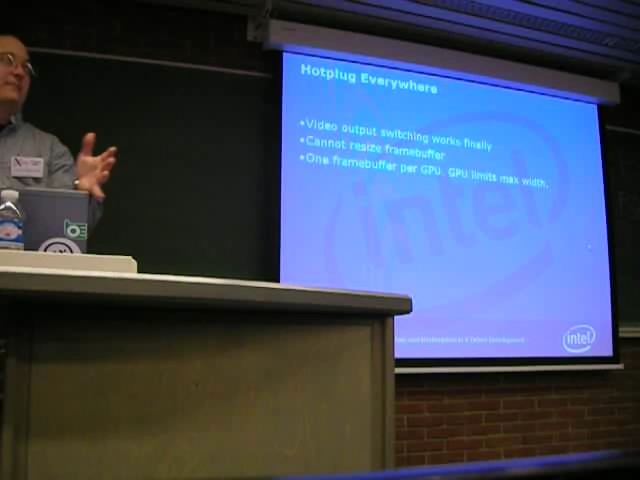 Hotplug Everywhere
•Video output switching works finally
•Cannot resize framebuffer
•One framebuffer per GPU. GPU limits max width.
intel
intel